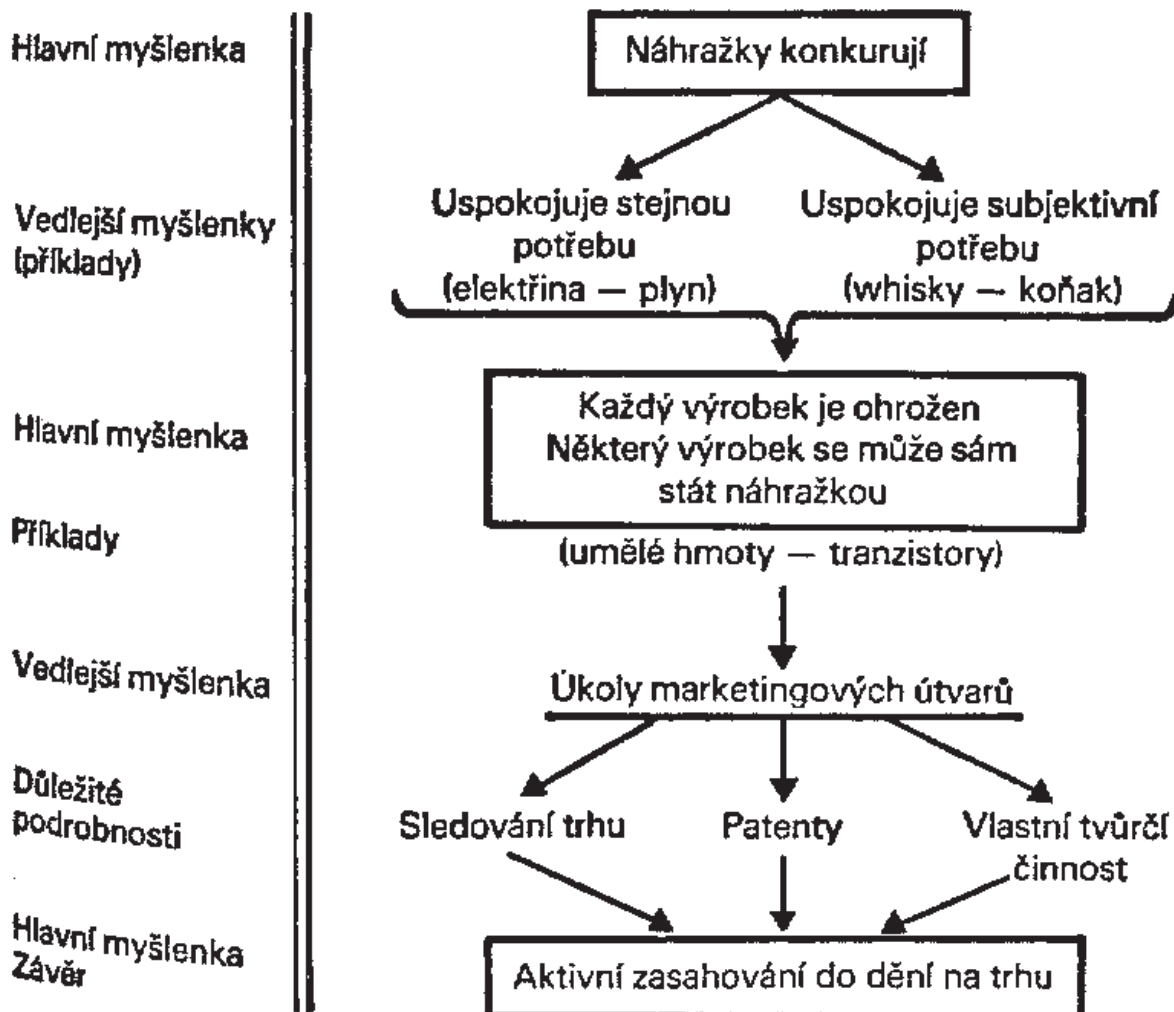 Hlavní myšlenka
Náhražky konkurují
Vedlejší myšlenky
(příklady)
Uspokojuje stejnou
potřebu
(elektřina — plyn)
Uspokojuje subjektivní
potřebu
(whisky — koňak)
Hlavní myšlenka
Každý výrobek je ohrožen
Některý výrobek se může sám
stát náhražkou
Příklady
(umělé hmoty — tranzistory)
Vedlejší myšlenka
Úkoly marketingových útvarů
Důležité
podrobnosti
Sledování trhu
Patenty
Vlastní tvůrčí
činnost
Hlavní myšlenka
Závěr
Aktivní zasahování do dění na trhu